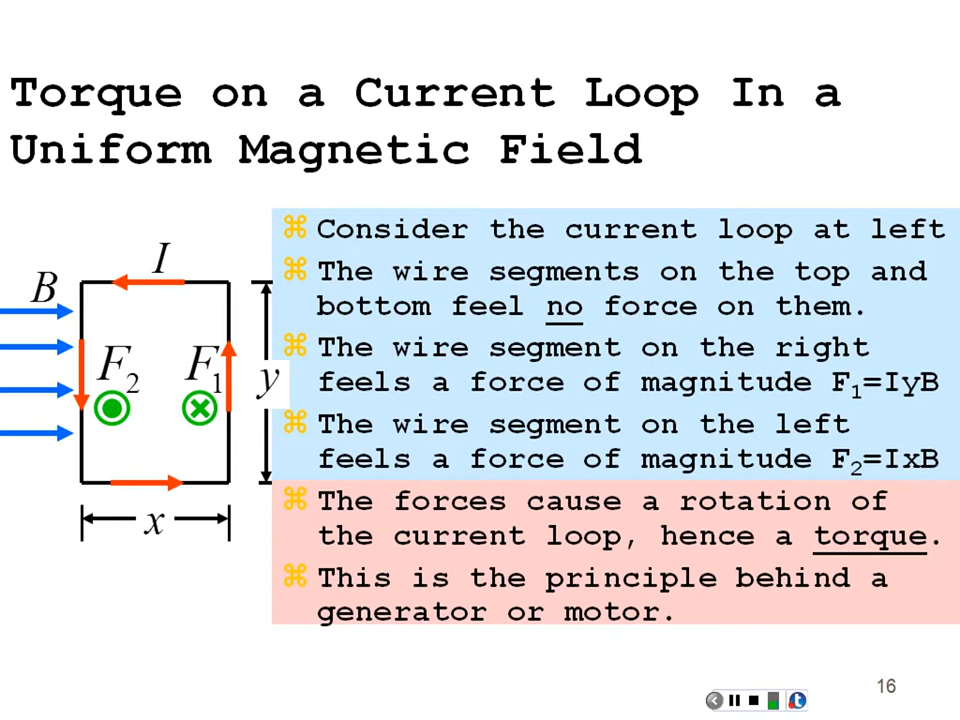 Torque on a Current Loop In a
Uniform Magnetic Field
⌘ Consider the current loop at left
⌘ The wire segments on the top and
bottom feel no force on them.
⌘ The wire segment on the right
feels a force of magnitude F₁=IyB
⌘ The wire segment on the left
feels a force of magnitude F₂=IxB
⌘ The forces cause a rotation of
the current loop, hence a torque.
⌘ This is the principle behind a
generator or motor.
I
B
F₂
F₁
y
x
16